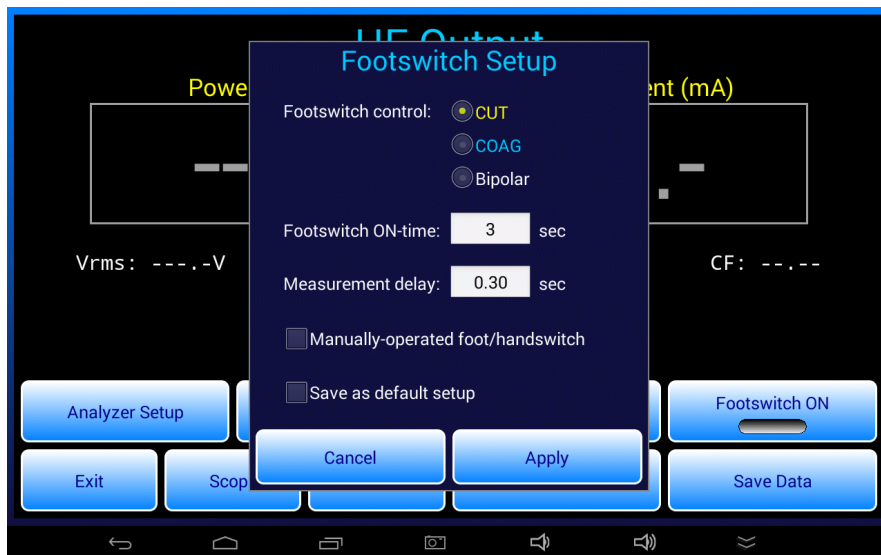 Footswitch Setup
Powe
ent (mA)
Footswitch control:
CUT
COAG
Bipolar
Footswitch ON-time: 3 sec
Vrms: ---.-V
CF: --.--
Measurement delay: 0.30 sec
Manually-operated foot/handswitch
Save as default setup
Analyzer Setup
Footswitch ON
Cancel
Apply
Exit
Scop
Save Data